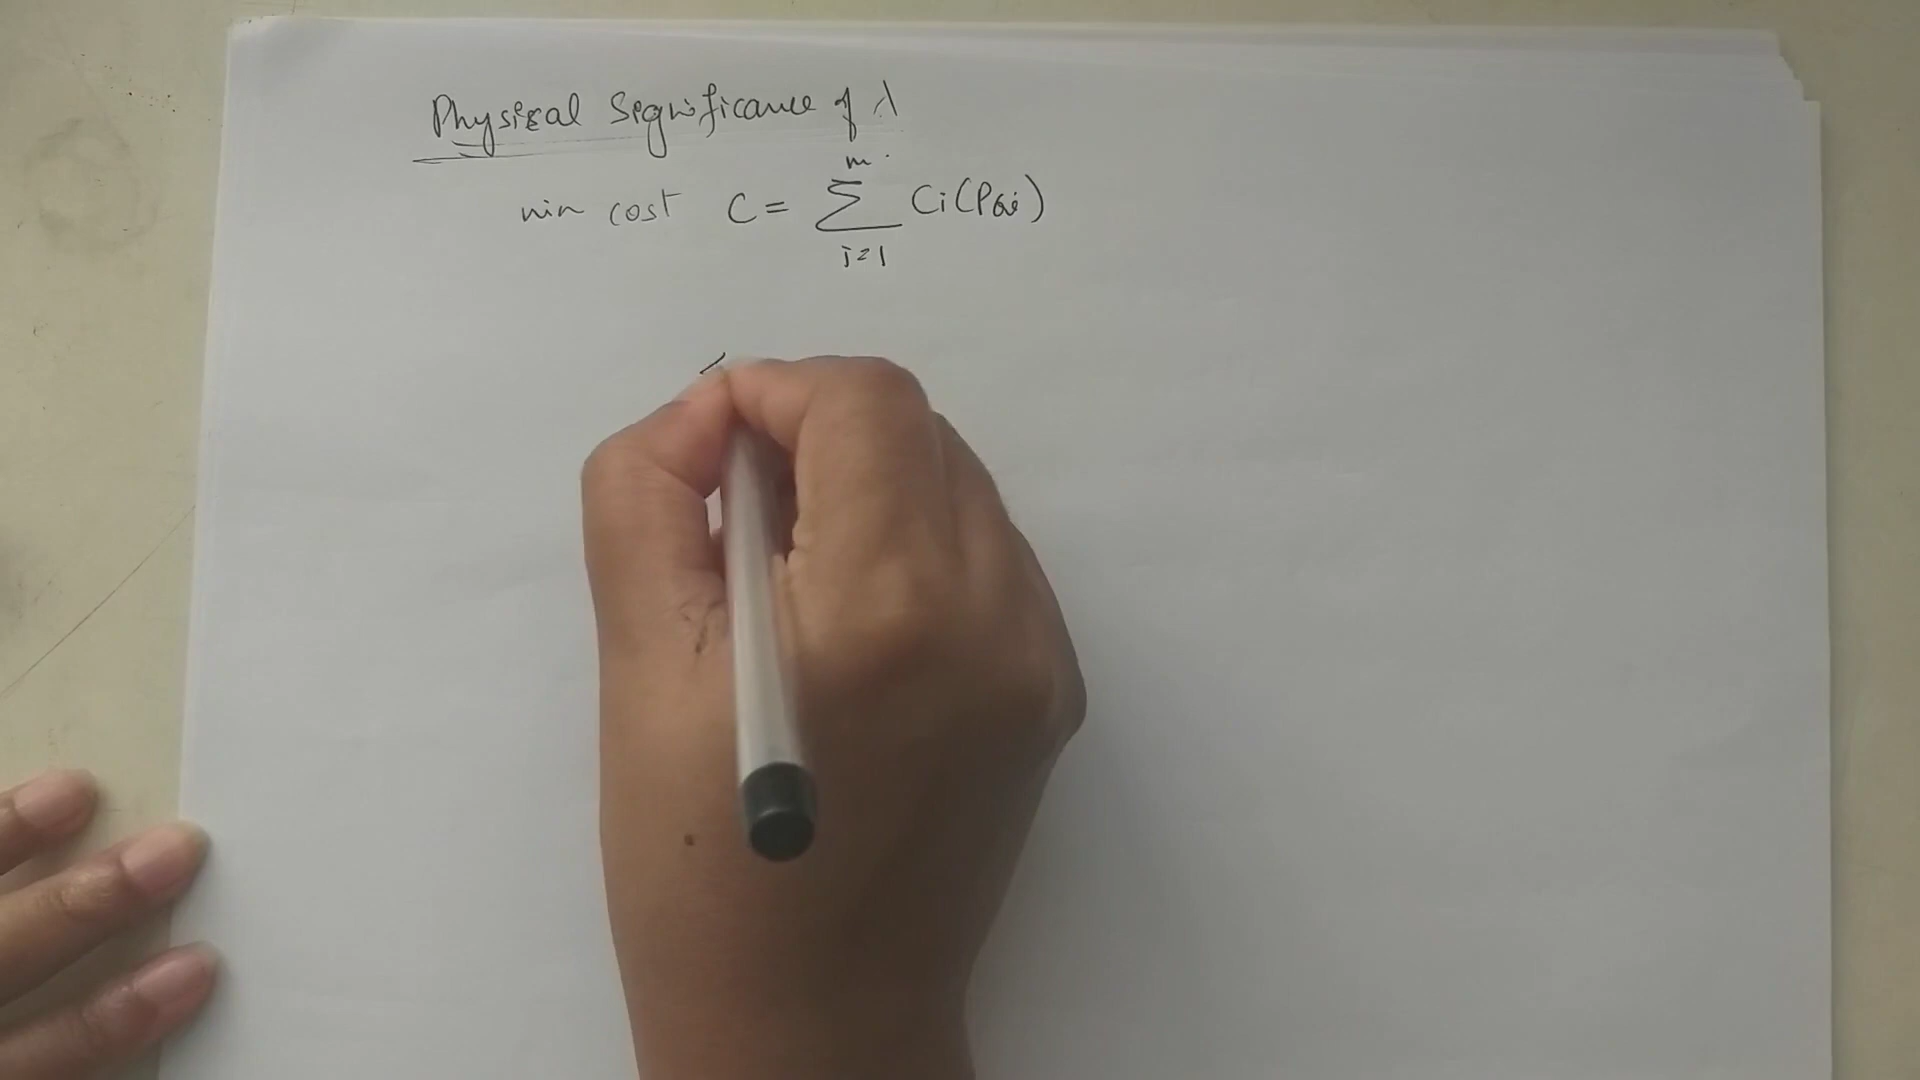 Physical Significance of λ
min cost C = m Σ i=1 Ci(PGi)